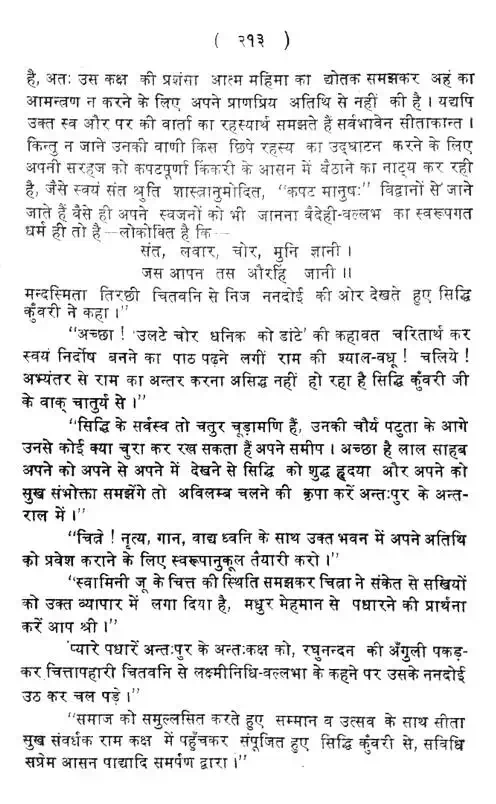 ( २१३ )
है, अतः उस कक्ष की प्रशंसा आत्म महिमा का द्योतक समझकर अहं का
आमन्त्रण न करने के लिए अपने प्राणप्रिय अतिथि से नहीं की है । यद्यपि
उक्त स्व और पर की वार्ता का रहस्यार्थ समझते हैं सर्वभावेन सीताकान्त ।
किन्तु न जाने उनकी वाणी किस छिपे रहस्य का उद्घाटन करने के लिए
अपनी सरहज को कपटपूर्णा किंकरी के आसन में बैठाने का नाट्य कर रही
है, जैसे स्वयं संत श्रुति शास्त्रानुमोदित, “कपट मानुषः” विद्वानों से जाने
जाते हैं वैसे ही अपने स्वजनों को भी जानना वैदेही-वल्लभ का स्वरूपगत
धर्म ही तो है—लोकोक्ति है कि—
संत, लवार, चोर, मुनि ज्ञानी ।
जस आपन तस औरहिं जानी ।।
मन्दस्मिता तिरछी चितवनि से निज ननदोई की ओर देखते हुए सिद्धि
कुँवरी ने कहा ।”
“अच्छा ! ‘उलटे चोर धनिक को डांटे’ की कहावत चरितार्थ कर
स्वयं निर्दोष बनने का पाठ पढ़ने लगीं राम की श्याल-वधू ! चलिये !
अभ्यंतर से राम का अन्तर करना असिद्ध नहीं हो रहा है सिद्धि कुँवरी जी
के वाक् चातुर्य से ।”
“सिद्धि के सर्वस्व तो चतुर चूड़ामणि हैं, उनकी चौर्य पटुता के आगे
उनसे कोई क्या चुरा कर रख सकता हैं अपने समीप । अच्छा है लाल साहब
अपने को अपने से अपने में देखने से सिद्धि को शुद्ध हृदया और अपने को
सुख संभोक्ता समझेंगे तो अविलम्ब चलने की कृपा करें अन्तःपुर के अन्त-
राल में ।”
“चित्रे ! नृत्य, गान, वाद्य ध्वनि के साथ उक्त भवन में अपने अतिथि
को प्रवेश कराने के लिए स्वरूपानुकूल तैयारी करो ।”
“स्वामिनी जू के चित्त की स्थिति समझकर चित्रा ने संकेत से सखियों
को उक्त व्यापार में लगा दिया है, मधुर मेहमान से पधारने की प्रार्थना
करें आप श्री ।”
प्यारे पधारें अन्तःपुर के अन्तःकक्ष को, रघुनन्दन की अँगुली पकड़-
कर चित्तापहारी चितवनि से लक्ष्मीनिधि-वल्लभा के कहने पर उसके ननदोई
उठ कर चल पड़े ।”
“समाज को समुल्लसित करते हुए सम्मान व उत्सव के साथ सीता
सुख संवर्धक राम कक्ष में पहुँचकर संपूजित हुए सिद्धि कुँवरी से, सविधि
सप्रेम आसन पाद्यादि समर्पण द्वारा ।”